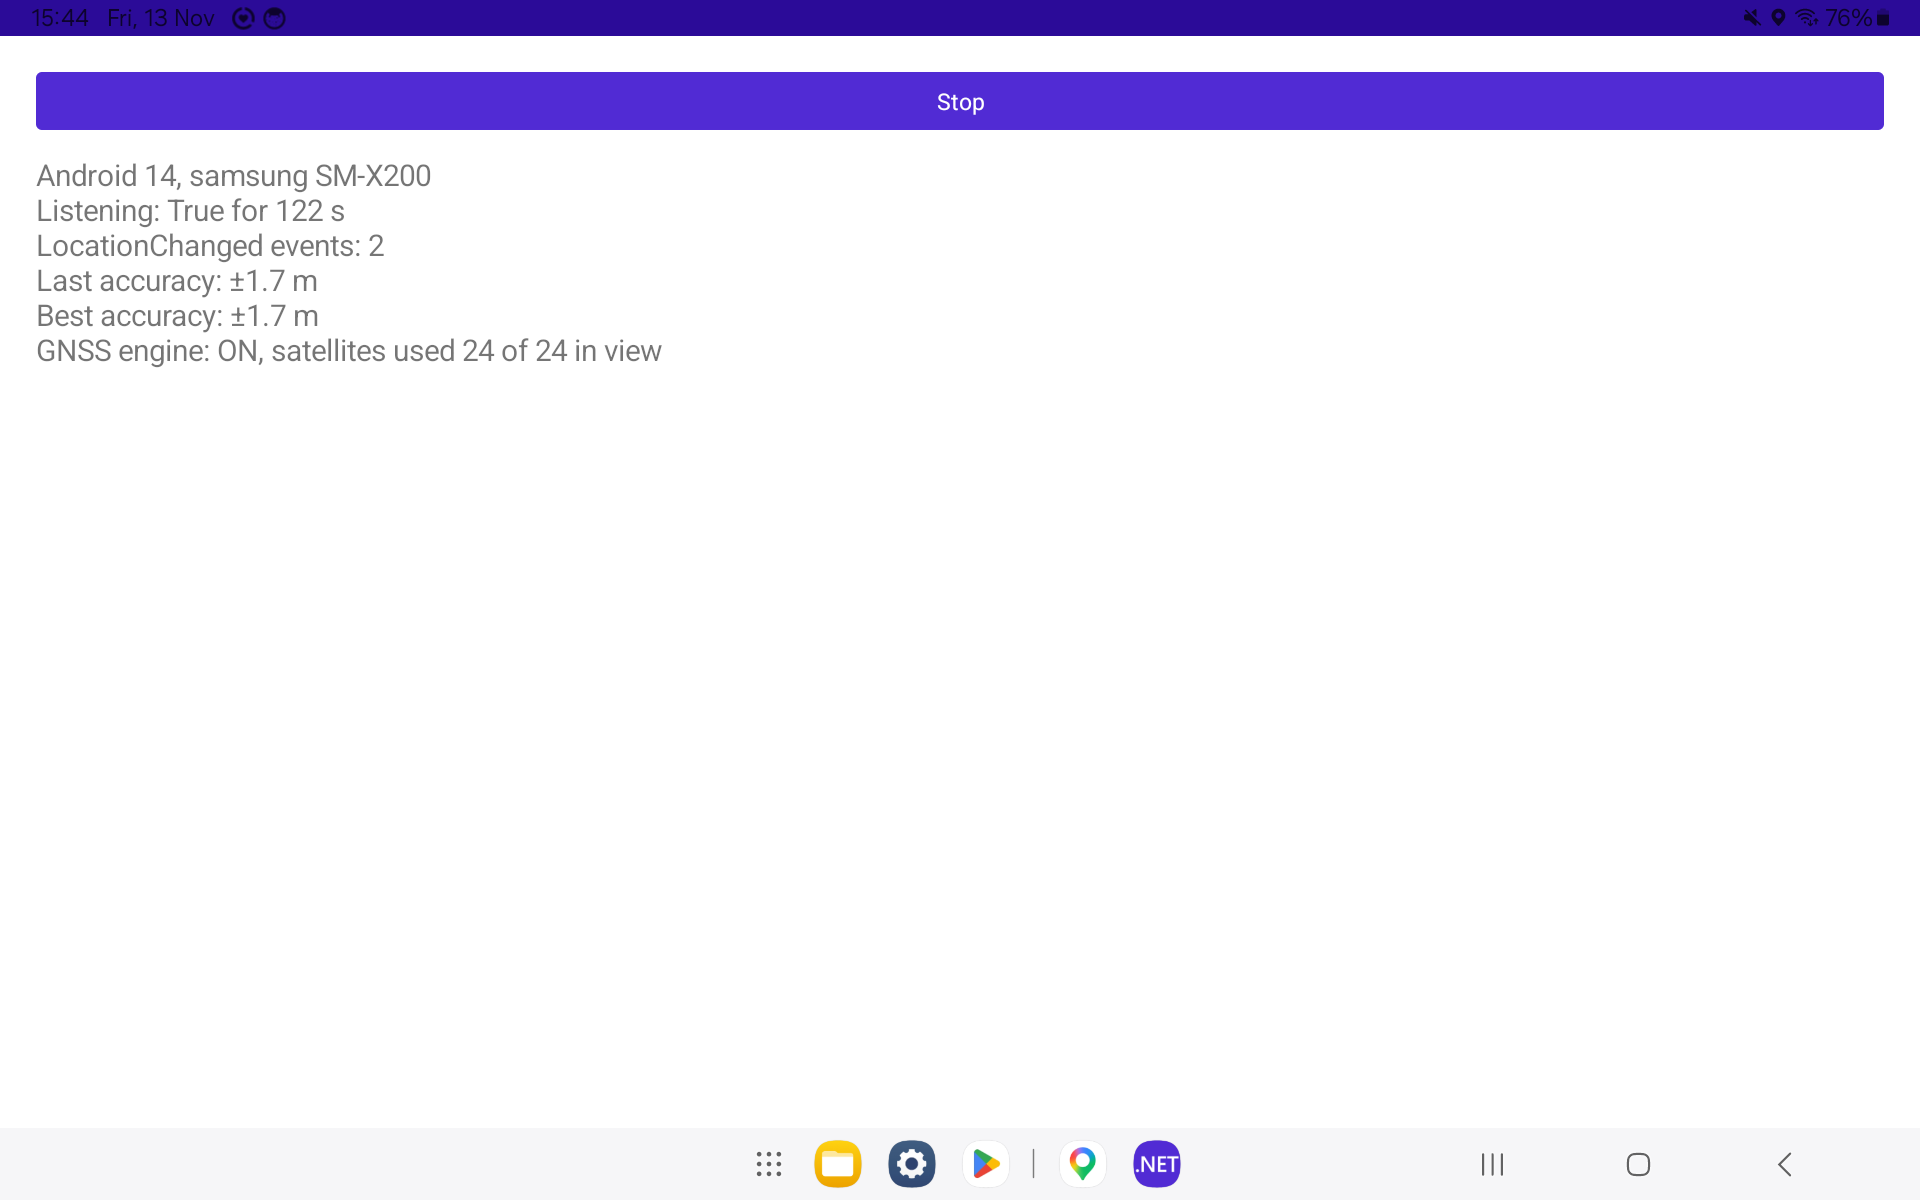 15:44 Fri, 13 Nov 76%
Stop
Android 14, samsung SM-X200
Listening: True for 122 s
LocationChanged events: 2
Last accuracy: ±1.7 m
Best accuracy: ±1.7 m
GNSS engine: ON, satellites used 24 of 24 in view
.NET